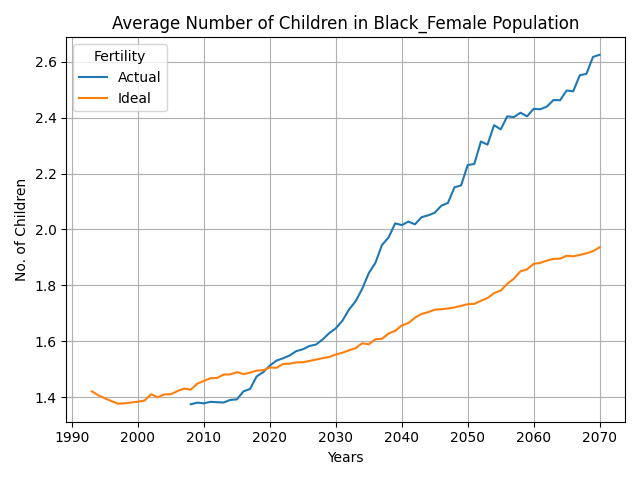 Average Number of Children in Black_Female Population
Fertility
Actual
Ideal
No. of Children
2.6
2.4
2.2
2.0
1.8
1.6
1.4
1990
2000
2010
2020
2030
2040
2050
2060
2070
Years